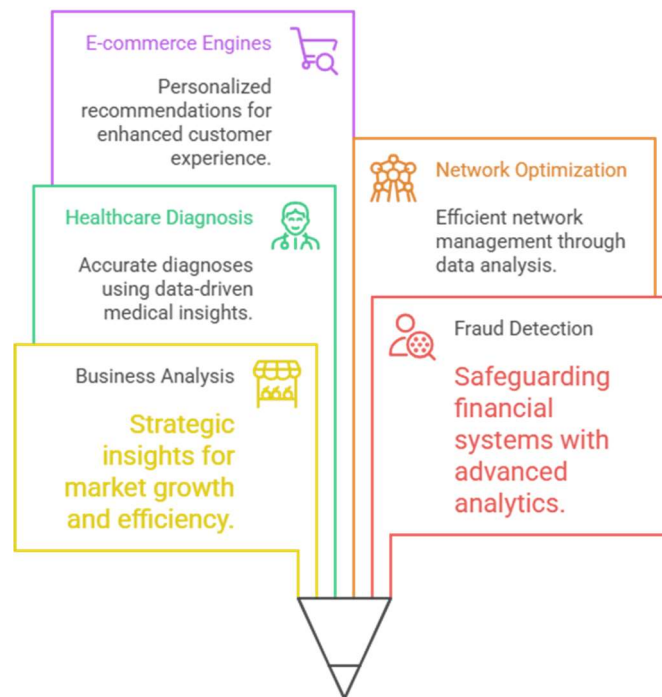 E-commerce Engines
Personalized
recommendations for
enhanced customer
experience.
Network Optimization
Efficient network
management through
data analysis.
Healthcare Diagnosis
Accurate diagnoses
using data-driven
medical insights.
Fraud Detection
Safeguarding
financial
systems with
advanced
analytics.
Business Analysis
Strategic
insights for
market growth
and efficiency.